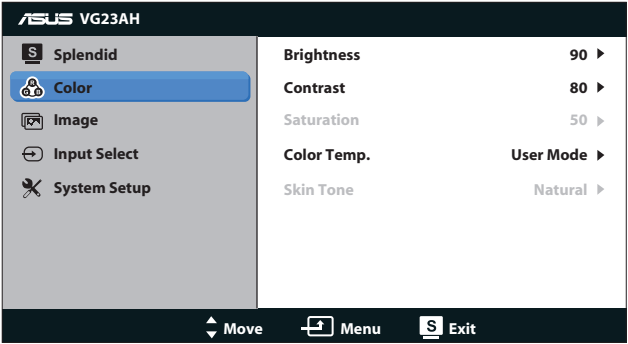 ASUS VG23AH
S Splendid
R G B Color
Image
Input Select
System Setup
Brightness 90
Contrast 80
Saturation 50
Color Temp. User Mode
Skin Tone Natural
Move Menu S Exit